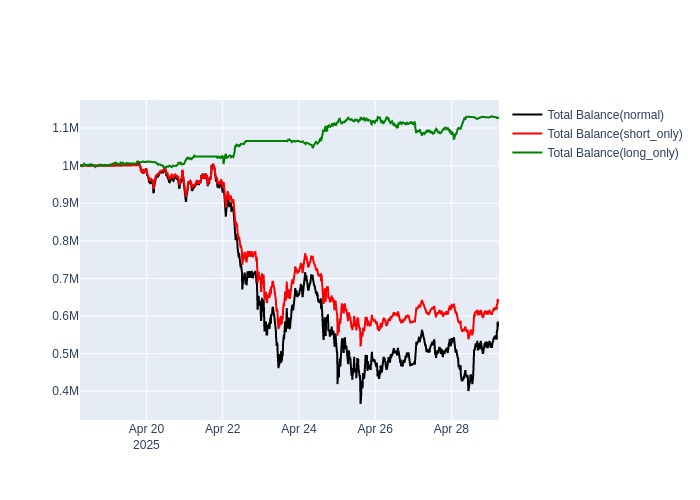 1.1M
1M
0.9M
0.8M
0.7M
0.6M
0.5M
0.4M
Apr 20
2025
Apr 22
Apr 24
Apr 26
Apr 28
Total Balance(normal)
Total Balance(short_only)
Total Balance(long_only)